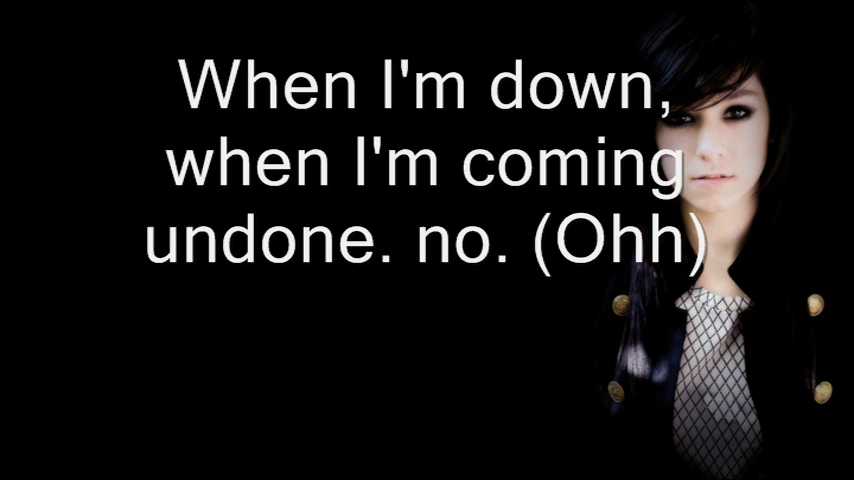 When I'm down,
when I'm coming
undone. no. (Ohh)